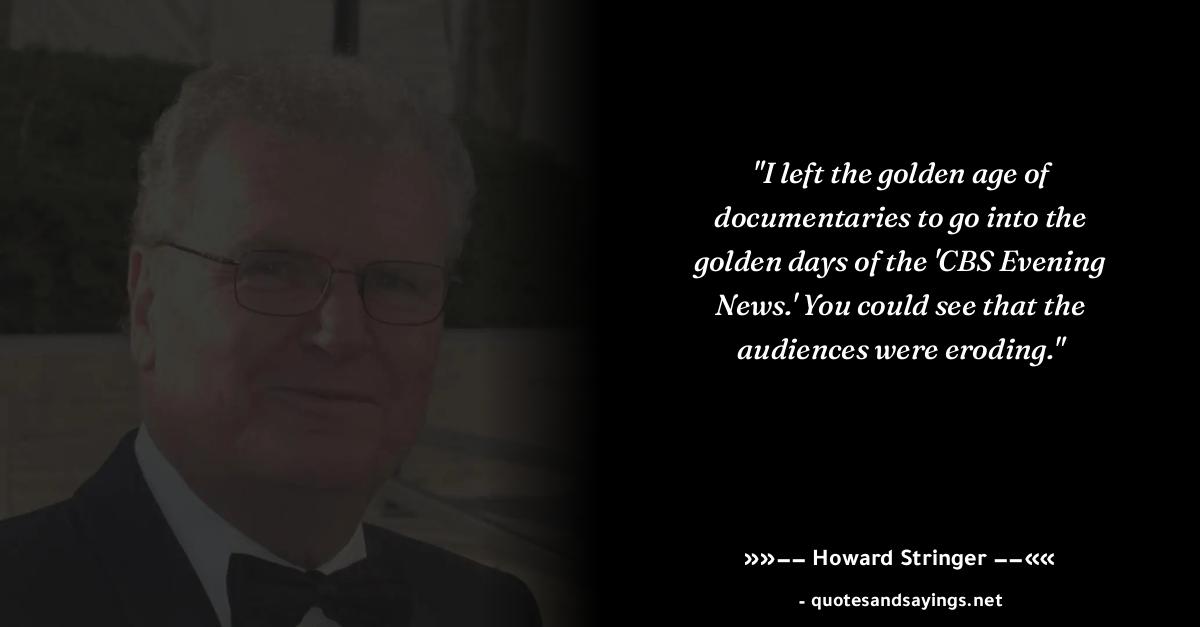 "I left the golden age of
documentaries to go into the
golden days of the 'CBS Evening
News.' You could see that the
audiences were eroding."
»»−− Howard Stringer −−««
- quotesandsayings.net